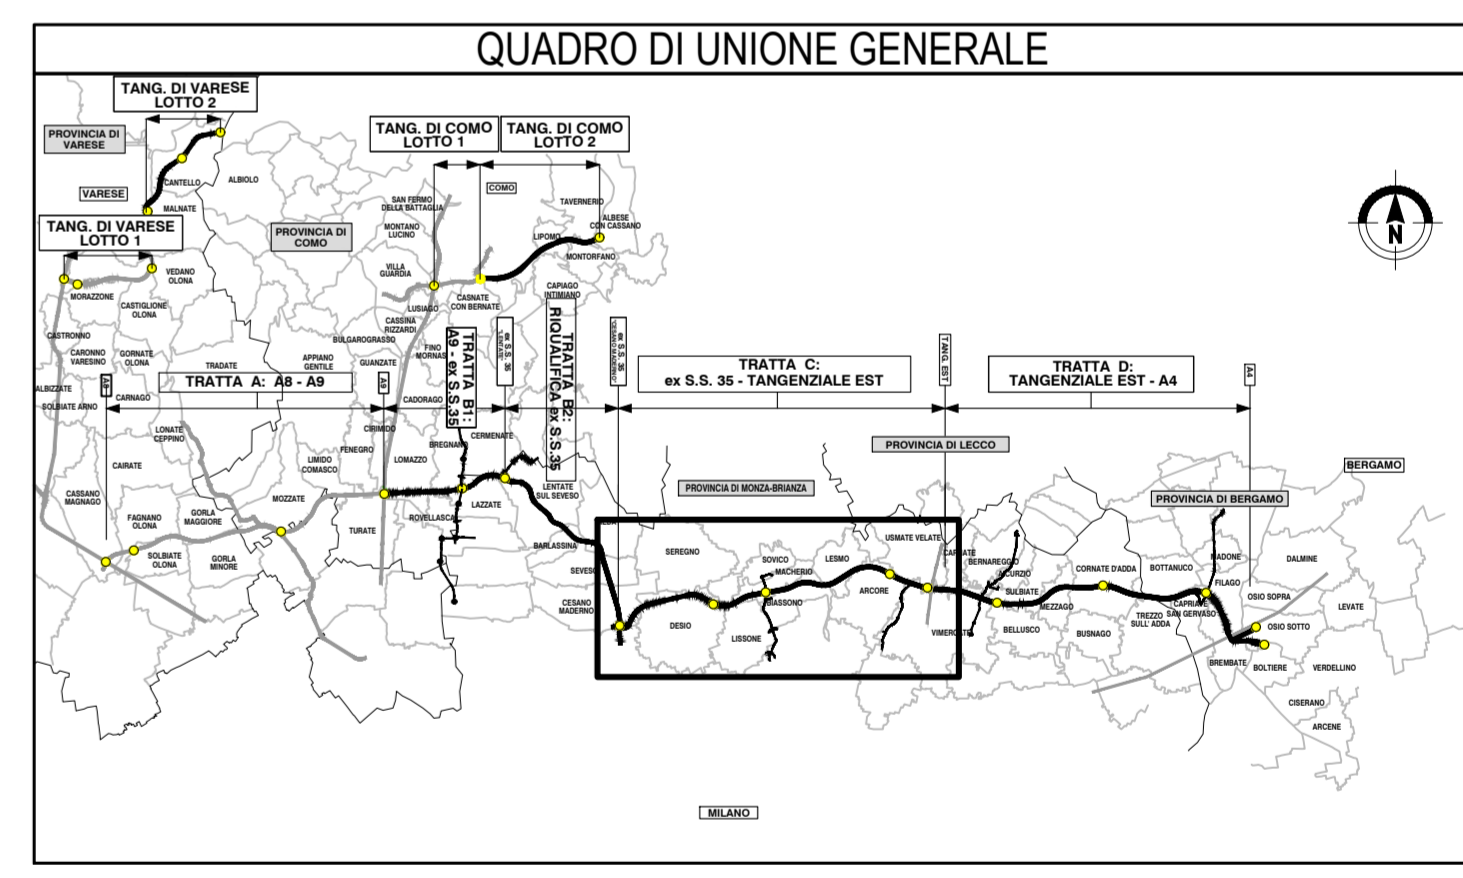 QUADRO DI UNIONE GENERALE
TANG. DI VARESE
LOTTO 2
PROVINCIA DI
VARESE
TANG. DI COMO
LOTTO 1
TANG. DI COMO
LOTTO 2
CANTELLO
ALBIOLO
VARESE
MALNATE
COMO
SAN FERMO
DELLA BATTAGLIA
TAVERNERIO
ALBESE
CON CASSANO
TANG. DI VARESE
LOTTO 1
PROVINCIA DI
COMO
MONTANO
LUCINO
LIPOMO
MONTORFANO
N
VEDANO
OLONA
VILLA
GUARDIA
MORAZZONE
CASTIGLIONE
OLONA
LUSIAGO
CASNATE
CON BERNATE
CAPIAGO
INTIMIANO
CASSINA
RIZZARDI
CASTRONNO
BULGAROGRASSO
CARONNO
VARESINO
GORNATE
OLONA
TRADATE
APPIANO
GENTILE
GUANZATE
FINO
MORNAS
TRATTA B1:
A9 - ex S.S.35
ex S.S. 35
"LENTATE"
TRATTA B2:
RIQUALIFICA ex S.S.35
ex S.S. 35
"CESANO MADERNO"
TANG. EST
A4
TRATTA A: A8 - A9
A8
A9
TRATTA C:
ex S.S. 35 - TANGENZIALE EST
TRATTA D:
TANGENZIALE EST - A4
ALBIZZATE
SOLBIATE ARNO
CARNAGO
CADORAGO
LONATE
CEPPINO
CIRIMIDO
FENEGRO
BREGNANO
CERMENATE
PROVINCIA DI LECCO
CAIRATE
LIMIDO
COMASCO
LOMAZZO
BERGAMO
CASSANO
MAGNAGO
MOZZATE
LAZZATE
LENTATE
SUL SEVESO
PROVINCIA DI MONZA-BRIANZA
PROVINCIA DI BERGAMO
FAGNANO
OLONA
GORLA
MAGGIORE
TURATE
ROVELLASCA
SOLBIATE
OLONA
GORLA
MINORE
BARLASSINA
SEVESO
CESANO
MADERNO
SEREGNO
SOVICO
MACHERIO
LESMO
USMATE VELATE
BERNAREGGIO
CORNATE D'ADDA
BOTTANUCO
MADONE
DALMINE
FILAGO
OSIO SOPRA
DESIO
BIASSONO
ARCORE
SULBIATE
MEZZAGO
CAPRIATE
SAN GERVASO
LEVATE
LISSONE
VIMERCATE
BELLUSCO
BUSNAGO
TREZZO
SULL' ADDA
OSIO SOTTO
BREMBATE
BOLTIERE
VERDELLINO
CISERANO
ARCENE
MILANO